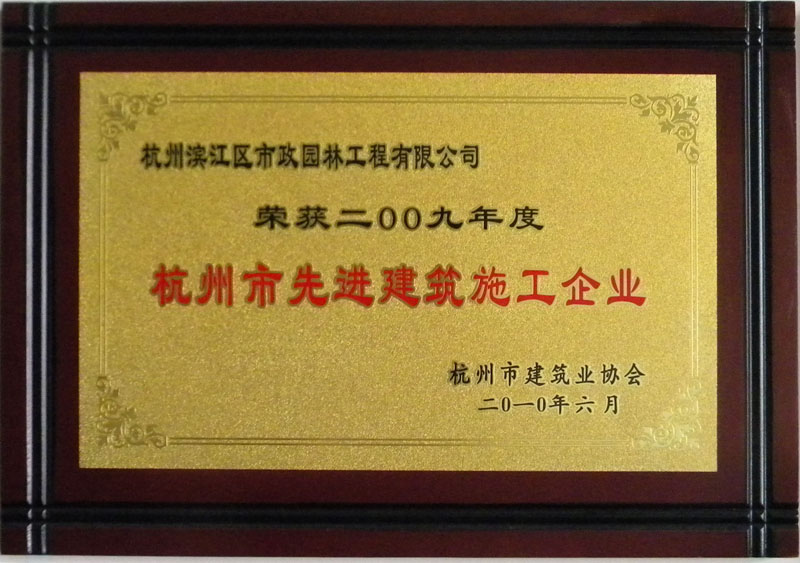 杭州滨江区市政园林工程有限公司
荣获二00九年度
杭州市先进建筑施工企业
杭州市建筑业协会
二0一0年六月